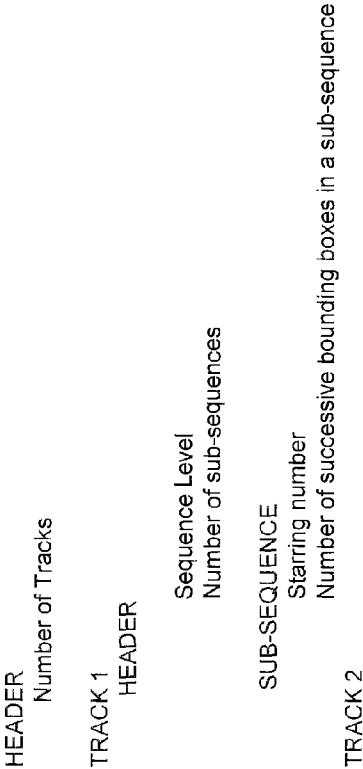 HEADER
Number of Tracks
TRACK 1
HEADER
Sequence Level
Number of sub-sequences
SUB-SEQUENCE
Starring number
Number of successive bounding boxes in a sub-sequence
TRACK 2